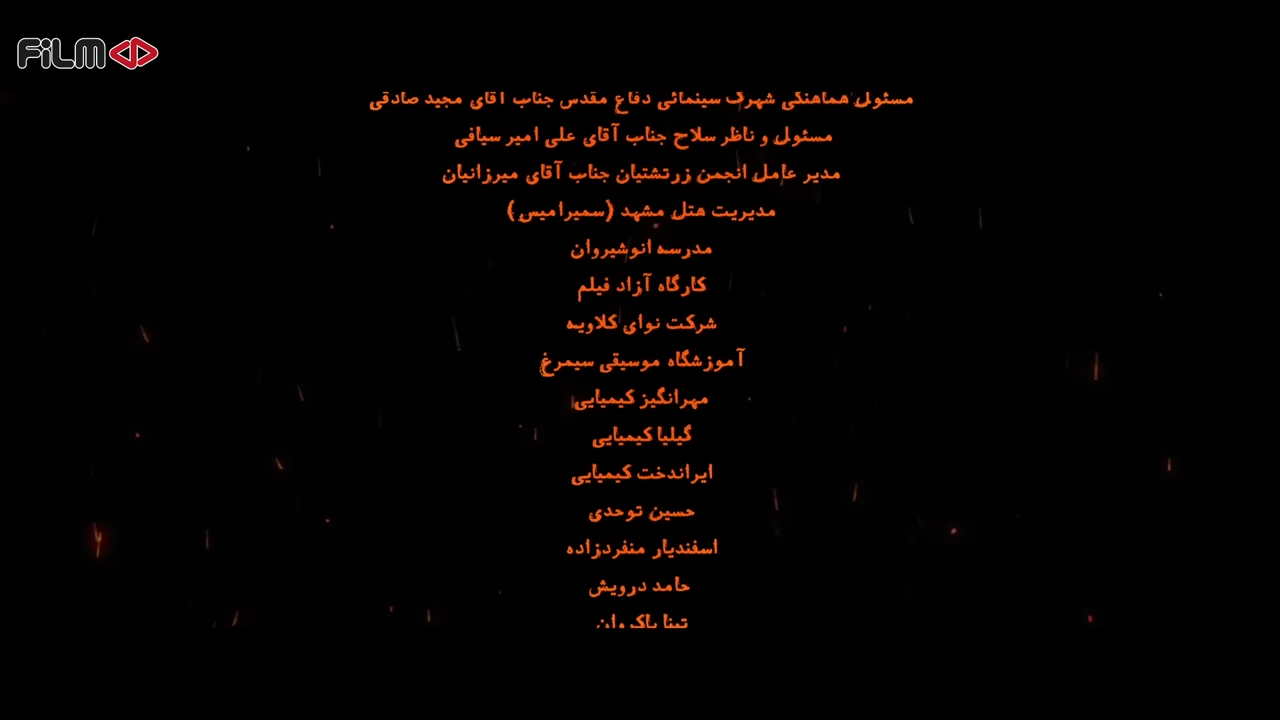 FiLM
مسئول هماهنگی شهرک سینمائی دفاع مقدس جناب آقای مجید صادقی
مسئول و ناظر سلاح جناب آقای علی امیر سیافی
مدیر عامل انجمن زرتشتیان جناب آقای میرزانیان
مدیریت هتل مشهد (سمیرامیس)
مدرسه انوشیروان
کارگاه آزاد فیلم
شرکت نوای کلاویه
آموزشگاه موسیقی سیمرغ
مهرانگیز کیمیایی
گیلیا کیمیایی
ایراندخت کیمیایی
حسین توحدی
اسفندیار منفردزاده
حامد درویش
تینا پاکروان